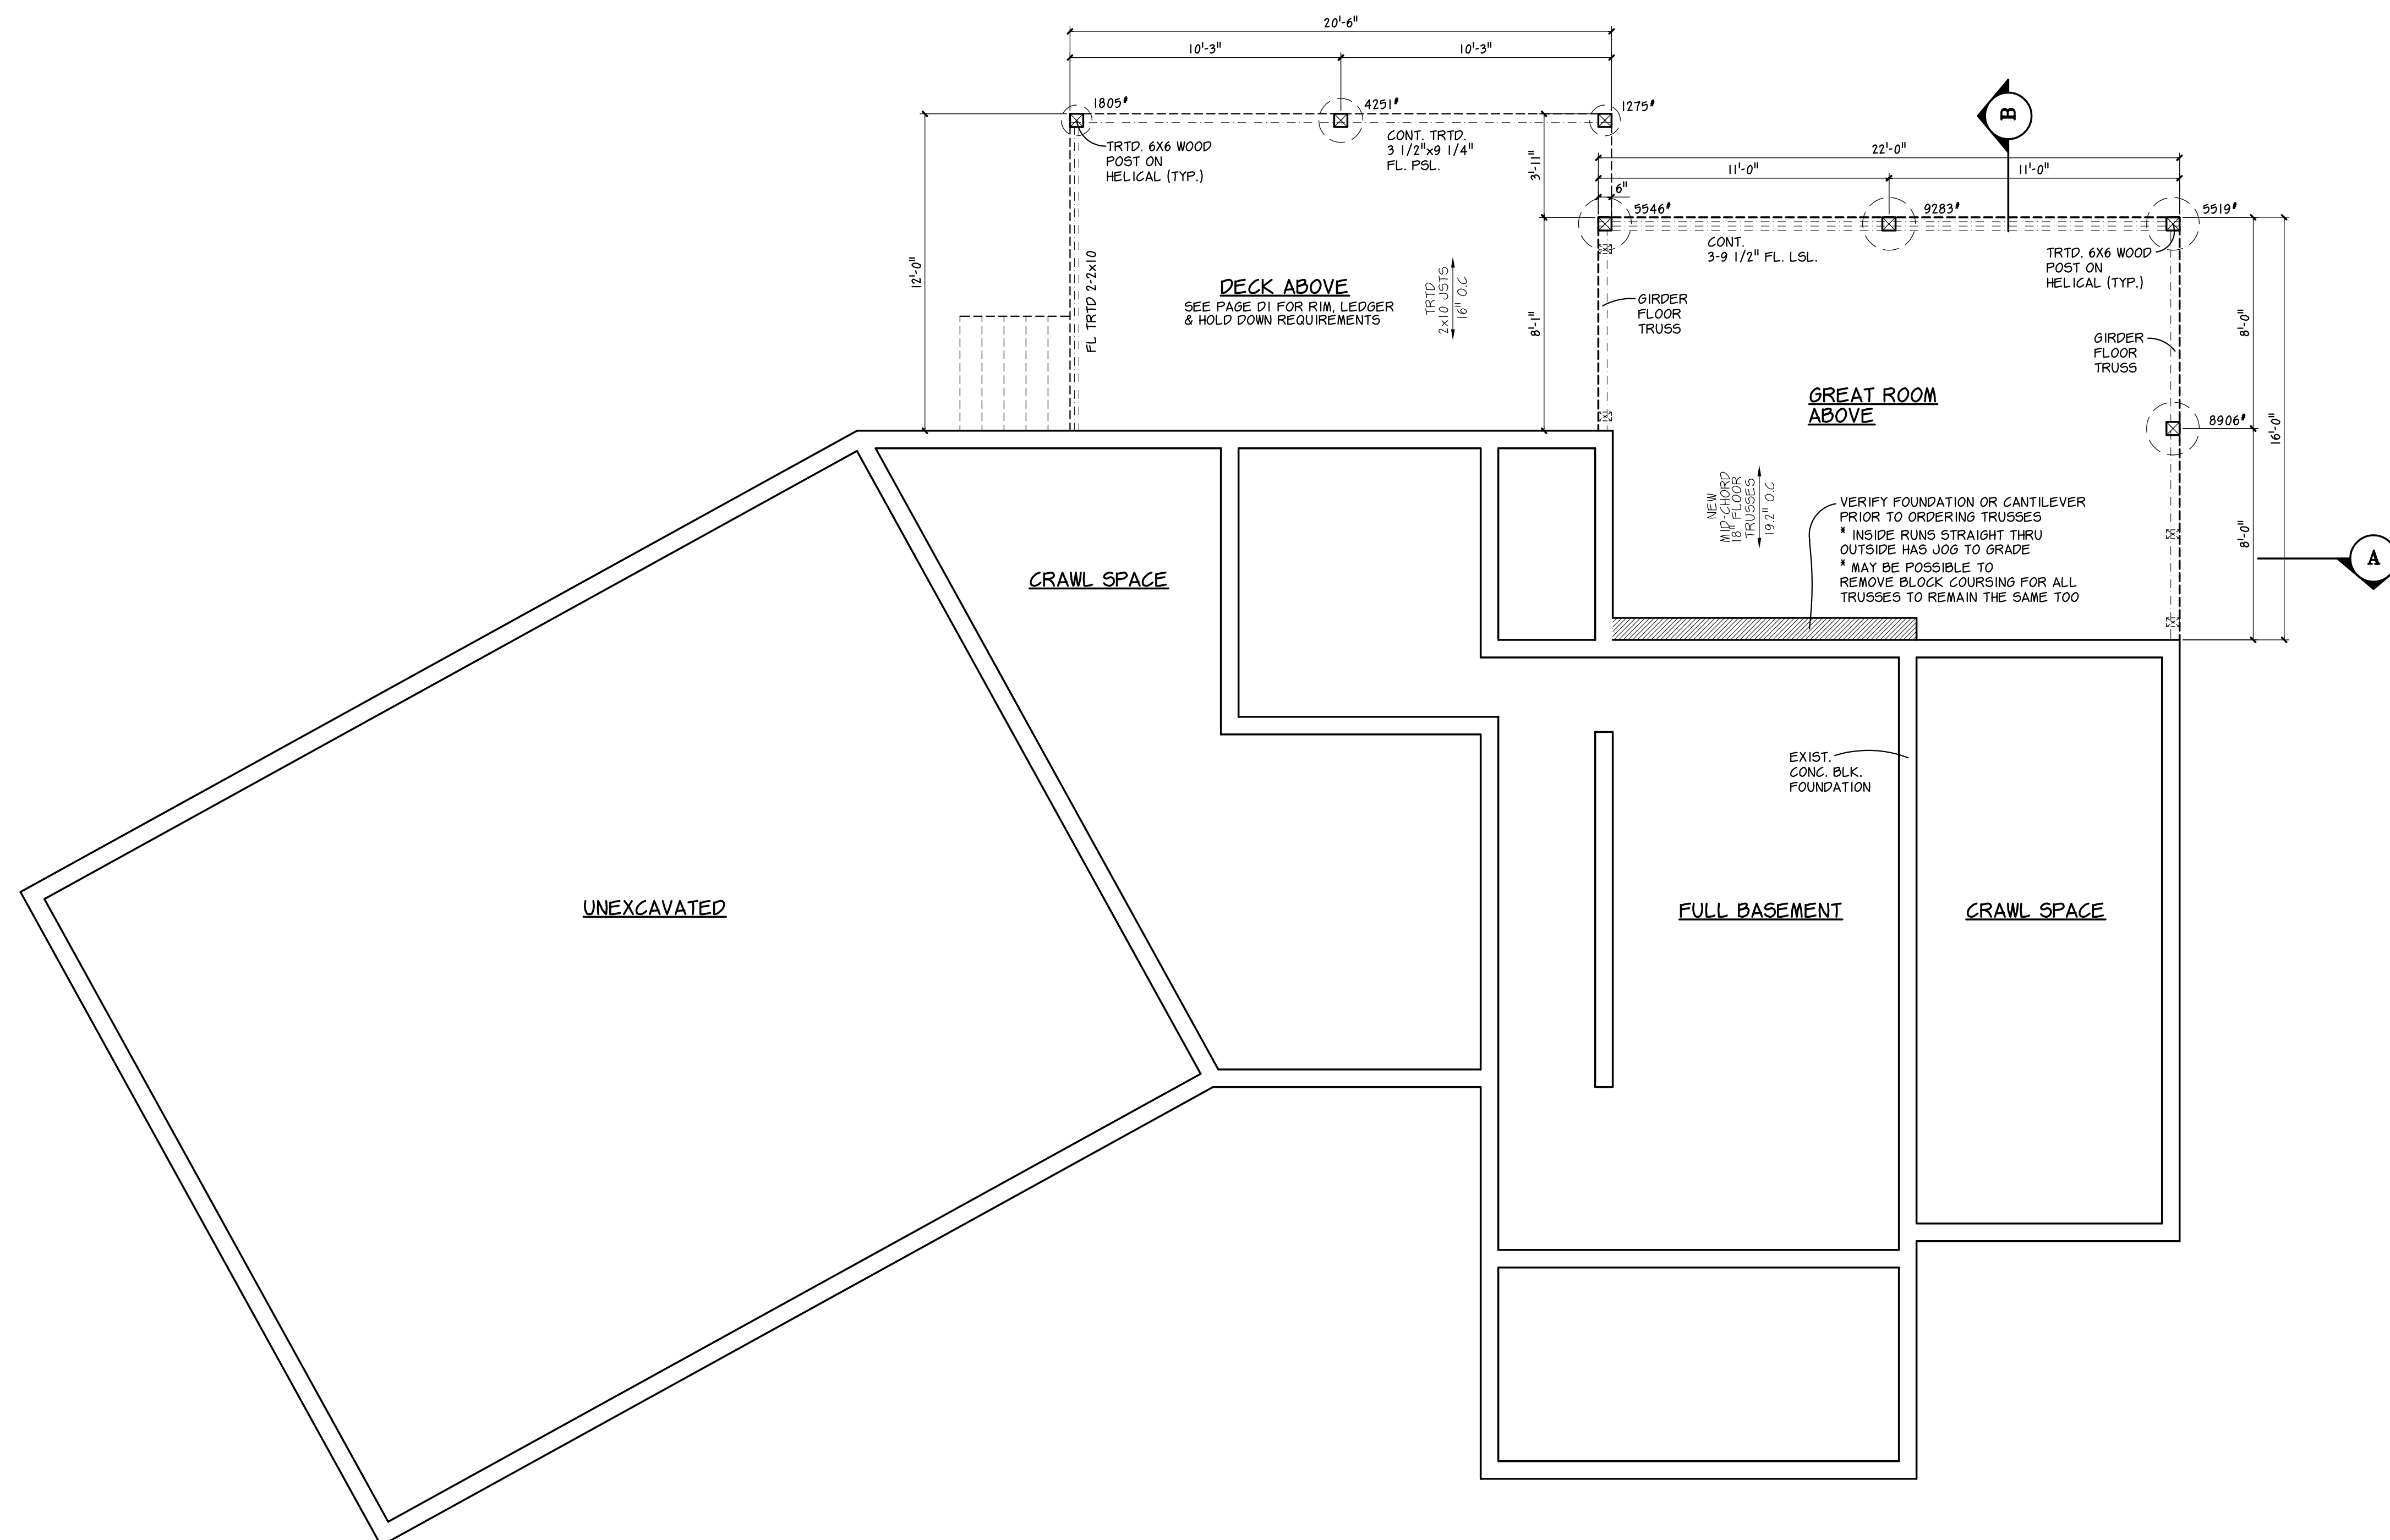 20'-6"
10'-3"
10'-3"
1805#
4251#
1275#
TRTD. 6X6 WOOD
POST ON
HELICAL (TYP.)
CONT. TRTD.
3 1/2"x9 1/4"
FL. PSL.
3'-11"
B
22'-0"
11'-0"
11'-0"
6"
5546#
9283#
5519#
CONT.
3-9 1/2" FL. LSL.
TRTD. 6X6 WOOD
POST ON
HELICAL (TYP.)
12'-0"
FL TRTD 2-2x10
DECK ABOVE
SEE PAGE D1 FOR RIM, LEDGER
& HOLD DOWN REQUIREMENTS
TRTD
2x10 JSTS
16" O.C
8'-1"
GIRDER
FLOOR
TRUSS
GIRDER
FLOOR
TRUSS
8'-0"
16'-0"
GREAT ROOM
ABOVE
8906#
NEW
MID-CHORD
18" FLOOR
TRUSSES
19.2" O.C
VERIFY FOUNDATION OR CANTILEVER
PRIOR TO ORDERING TRUSSES
* INSIDE RUNS STRAIGHT THRU
OUTSIDE HAS JOG TO GRADE
* MAY BE POSSIBLE TO
REMOVE BLOCK COURSING FOR ALL
TRUSSES TO REMAIN THE SAME TOO
8'-0"
A
CRAWL SPACE
EXIST.
CONC. BLK.
FOUNDATION
UNEXCAVATED
FULL BASEMENT
CRAWL SPACE